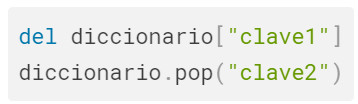 del diccionario["clave1"]
diccionario.pop("clave2")